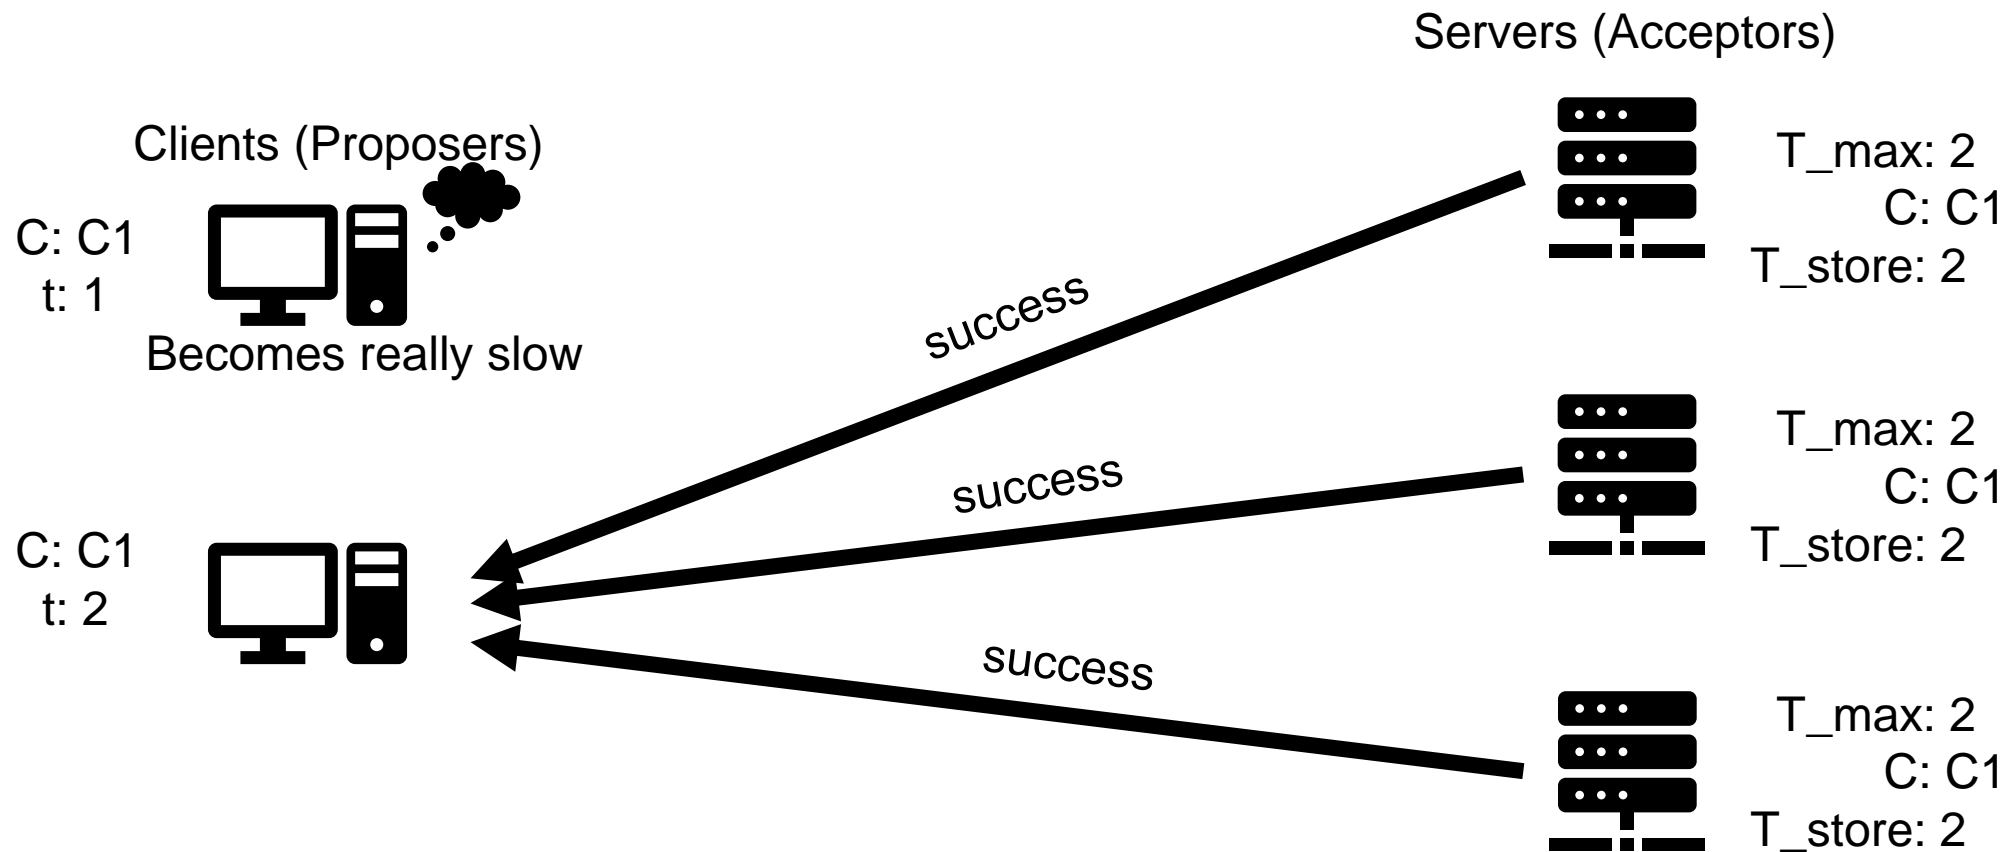 Servers (Acceptors)
Clients (Proposers)
C: C1
t: 1
Becomes really slow
T_max: 2
C: C1
T_store: 2
success
success
T_max: 2
C: C1
T_store: 2
C: C1
t: 2
success
T_max: 2
C: C1
T_store: 2